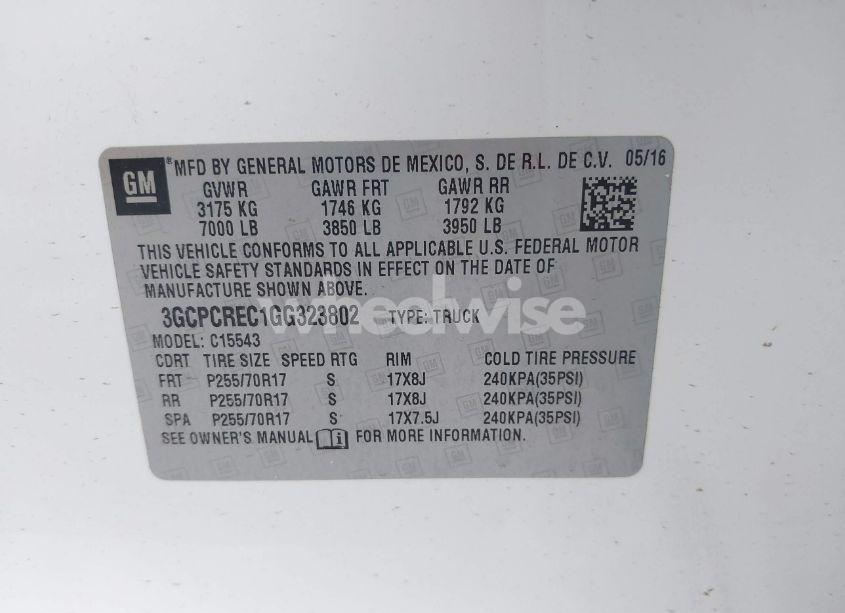 GM
® MFD BY GENERAL MOTORS DE MEXICO, S. DE R.L. DE C.V. 05/16
GVWR GAWR FRT GAWR RR
3175 KG 1746 KG 1792 KG
7000 LB 3850 LB 3950 LB
THIS VEHICLE CONFORMS TO ALL APPLICABLE U.S. FEDERAL MOTOR
VEHICLE SAFETY STANDARDS IN EFFECT ON THE DATE OF
MANUFACTURE SHOWN ABOVE.
3GCPCREC1GG323802 TYPE: TRUCK
wheelwise
MODEL: C15543
CDRT TIRE SIZE SPEED RTG RIM COLD TIRE PRESSURE
FRT P255/70R17 S 17X8J 240KPA(35PSI)
RR P255/70R17 S 17X8J 240KPA(35PSI)
SPA P255/70R17 S 17X7.5J 240KPA(35PSI)
SEE OWNER'S MANUAL i FOR MORE INFORMATION.